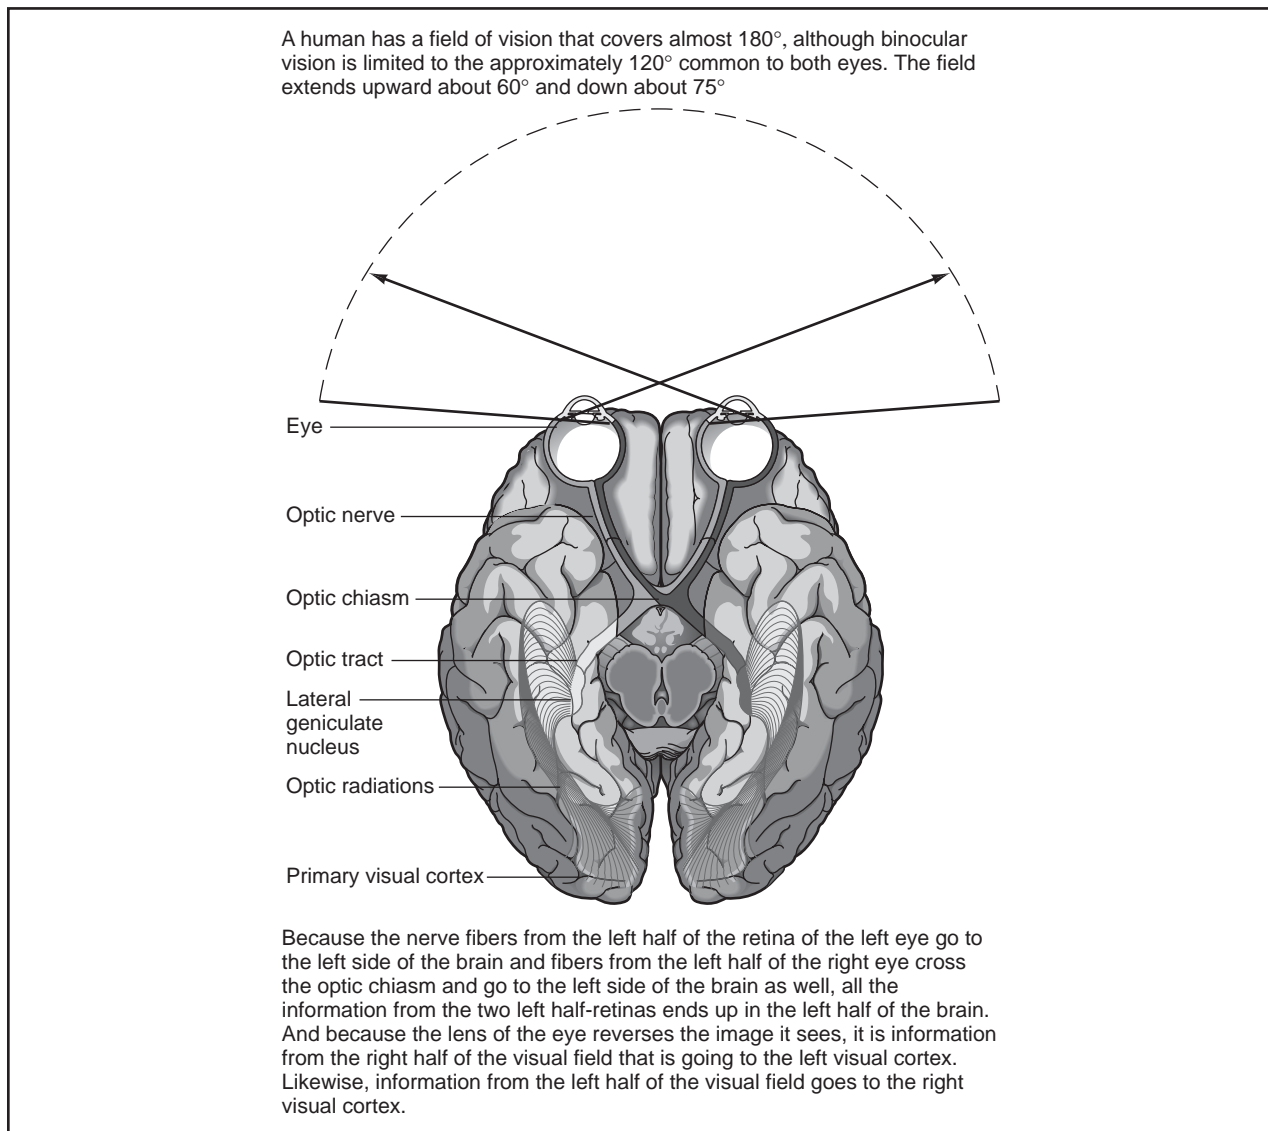 A human has a field of vision that covers almost 180°, although binocular
vision is limited to the approximately 120° common to both eyes. The field
extends upward about 60° and down about 75°
Eye
Optic nerve
Optic chiasm
Optic tract
Lateral
geniculate
nucleus
Optic radiations
Primary visual cortex
Because the nerve fibers from the left half of the retina of the left eye go to
the left side of the brain and fibers from the left half of the right eye cross
the optic chiasm and go to the left side of the brain as well, all the
information from the two left half-retinas ends up in the left half of the brain.
And because the lens of the eye reverses the image it sees, it is information
from the right half of the visual field that is going to the left visual cortex.
Likewise, information from the left half of the visual field goes to the right
visual cortex.